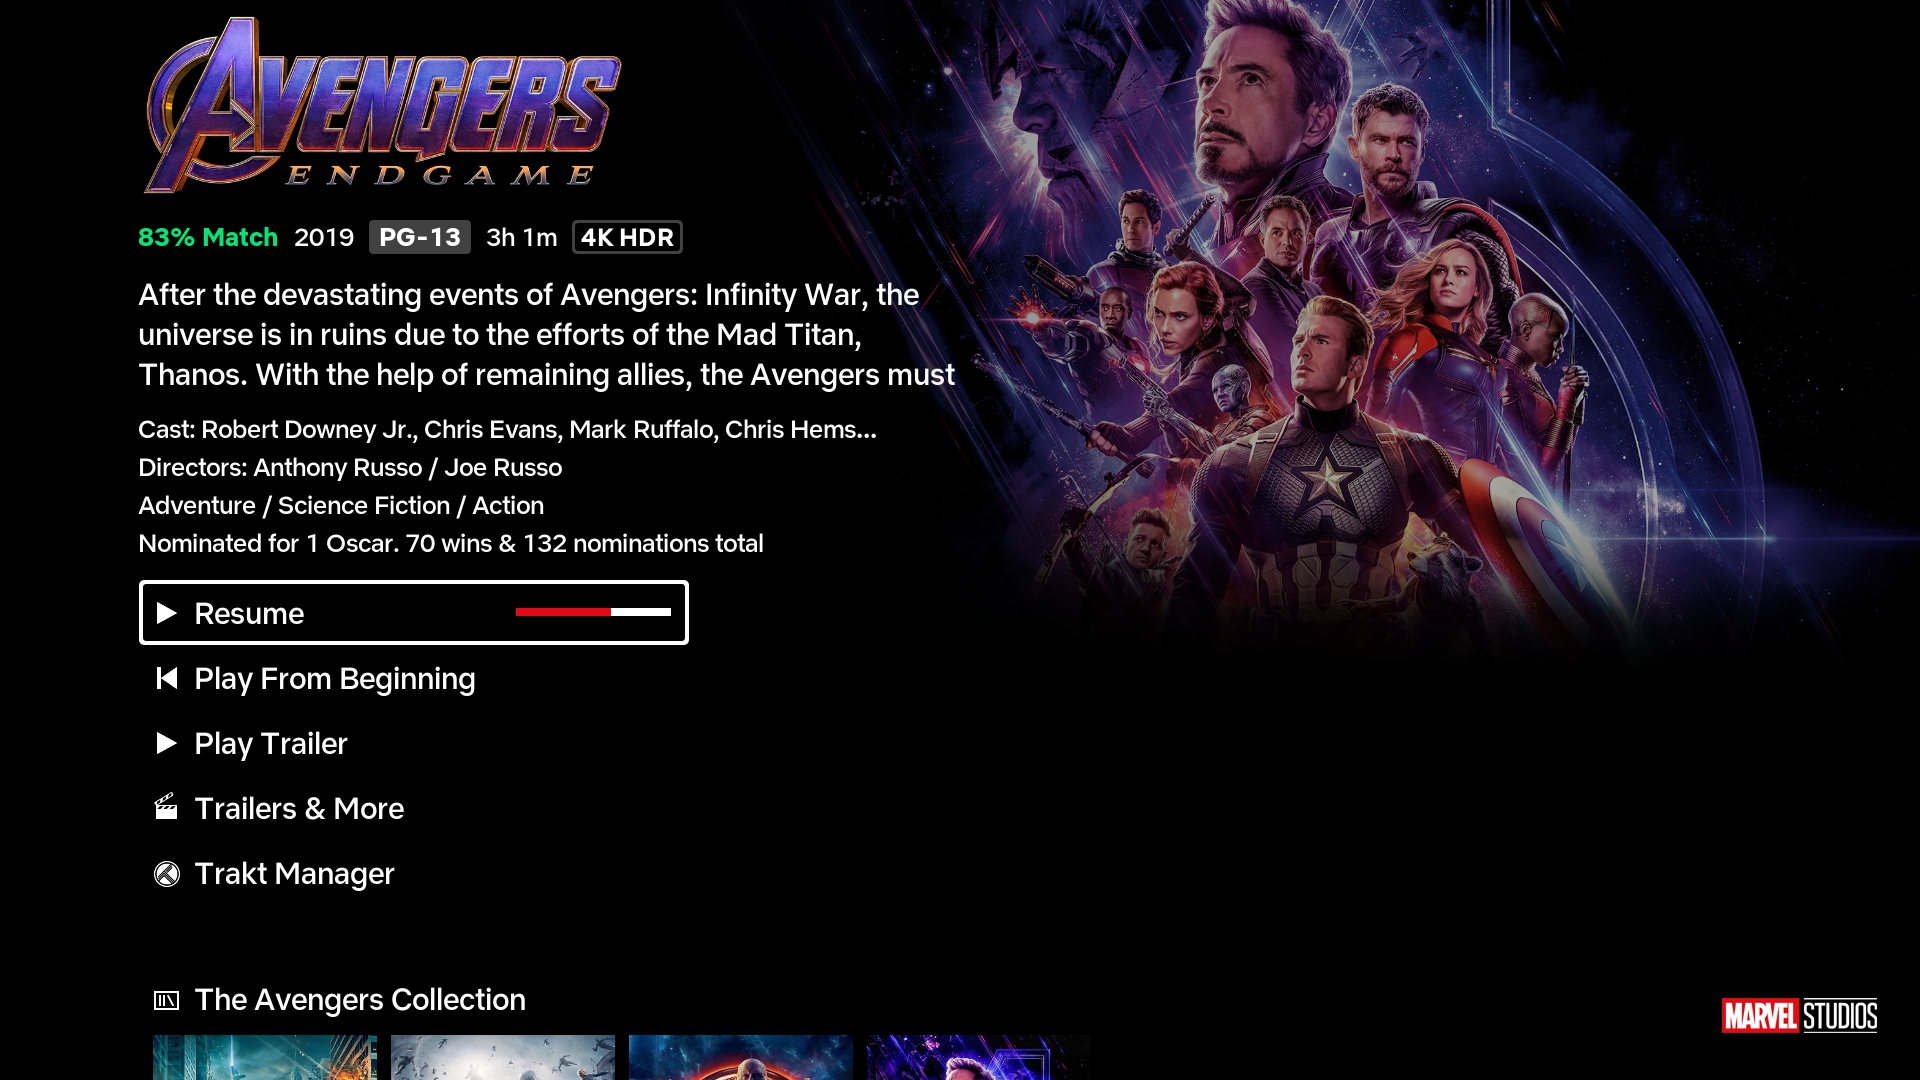 AVENGERS
ENDGAME
83% Match 2019 PG-13 3h 1m 4K HDR
After the devastating events of Avengers: Infinity War, the
universe is in ruins due to the efforts of the Mad Titan,
Thanos. With the help of remaining allies, the Avengers must
Cast: Robert Downey Jr., Chris Evans, Mark Ruffalo, Chris Hems...
Directors: Anthony Russo / Joe Russo
Adventure / Science Fiction / Action
Nominated for 1 Oscar. 70 wins & 132 nominations total
Resume
Play From Beginning
Play Trailer
Trailers & More
Trakt Manager
The Avengers Collection
MARVEL STUDIOS